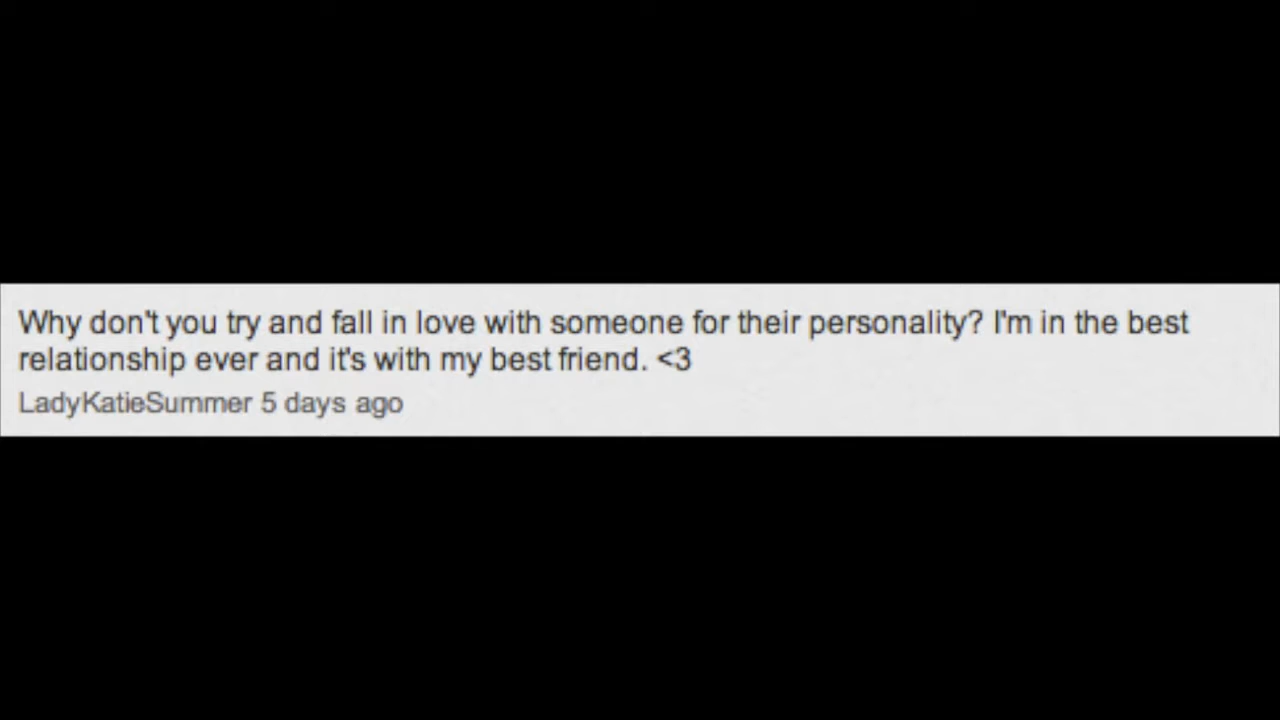 Why don't you try and fall in love with someone for their personality? I'm in the best
relationship ever and it's with my best friend. <3
LadyKatieSummer 5 days ago